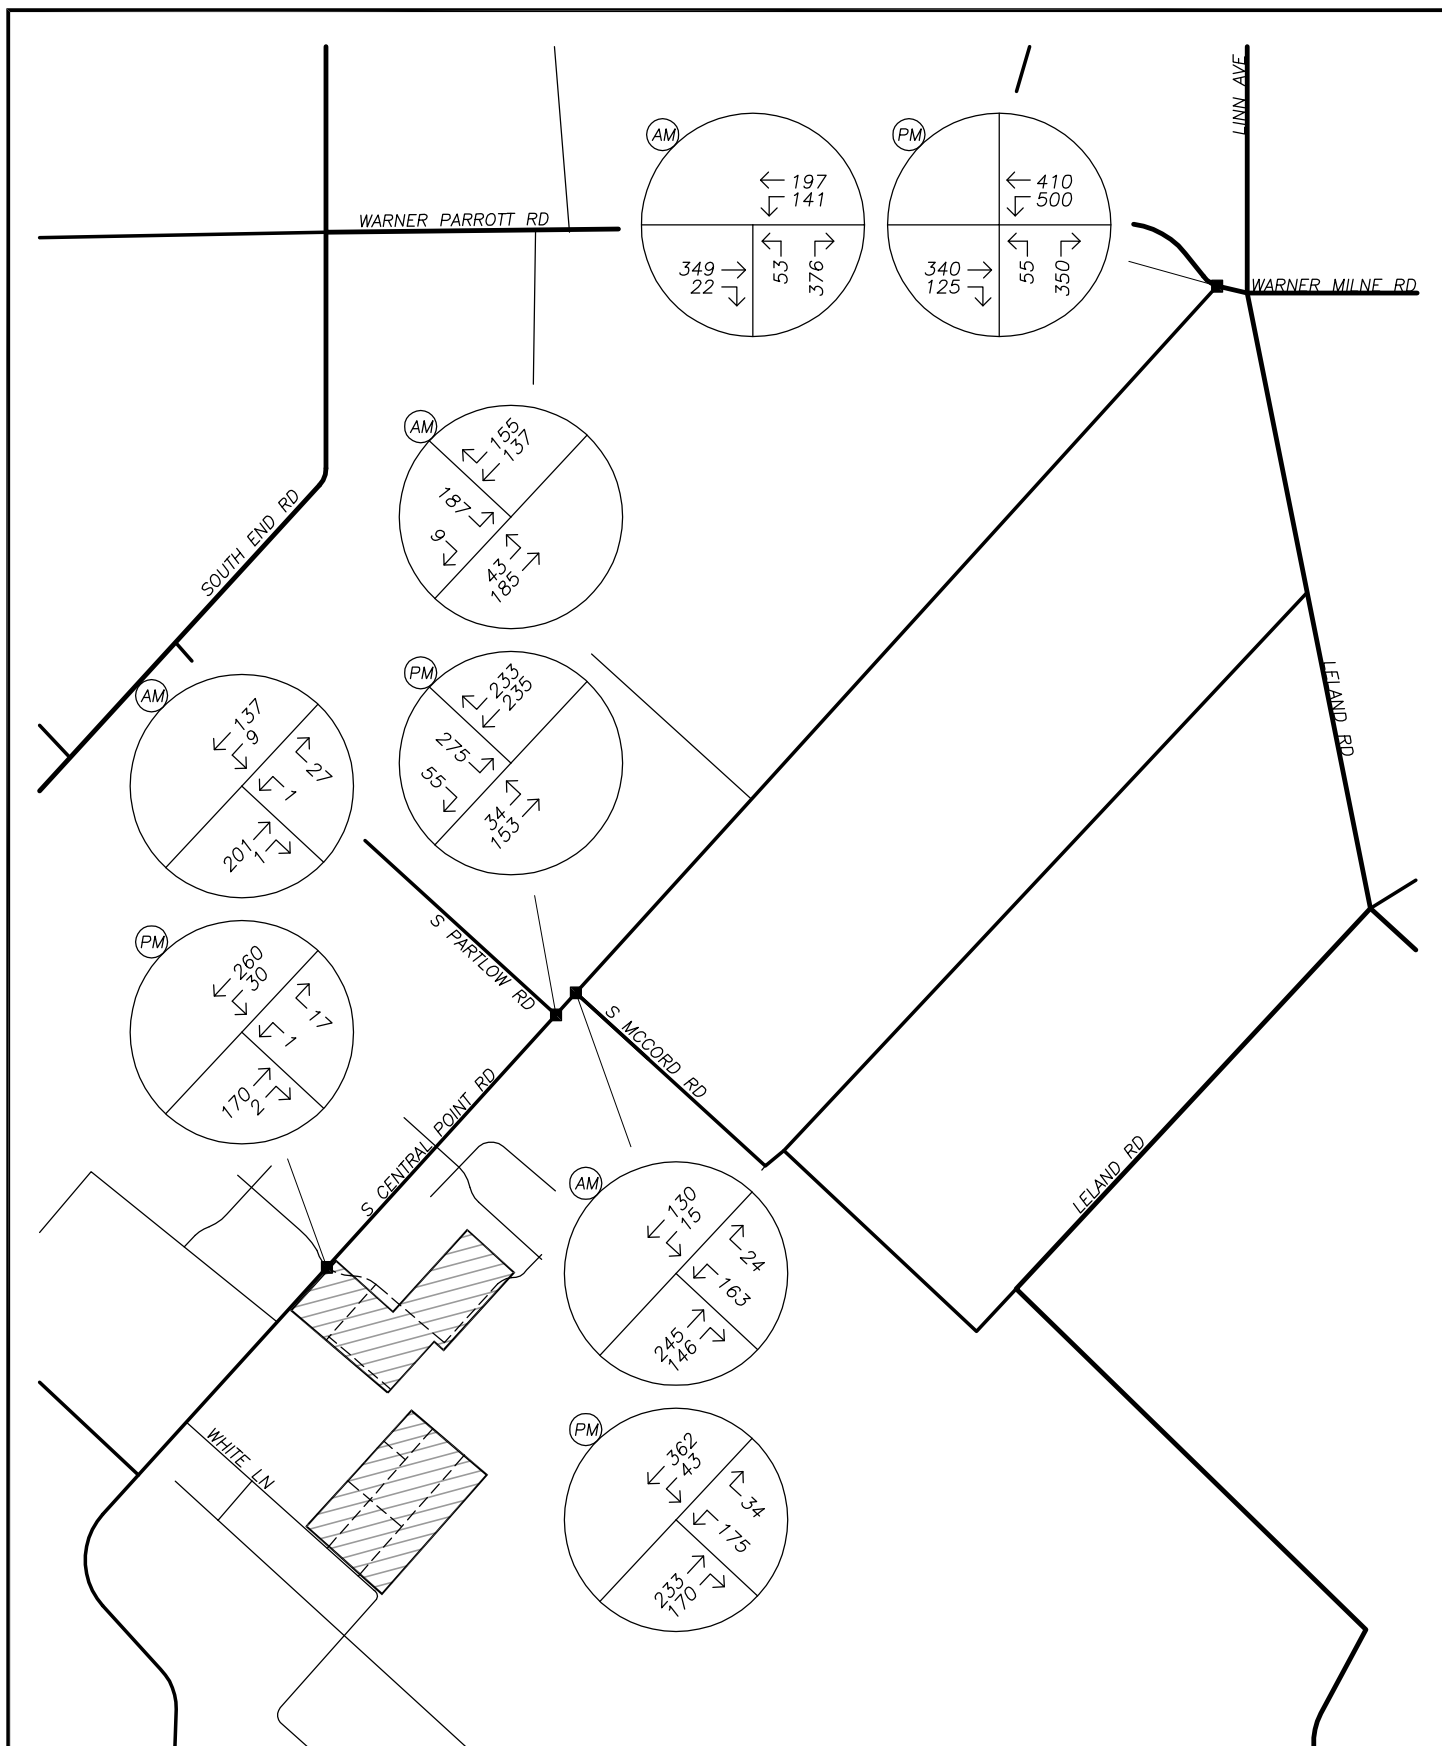 LINN AVE
AM
197
141
349
22
53
376
PM
410
500
340
125
55
350
WARNER PARROTT RD
WARNER MILNE RD
AM
155
137
187
9
43
185
SOUTH END RD
PM
233
235
275
55
34
153
AM
137
9
27
1
201
1
LELAND RD
PM
260
30
17
1
170
2
S PARTLOW RD
S MCCORD RD
S CENTRAL POINT RD
LELAND RD
AM
130
15
24
163
245
146
PM
362
43
34
175
233
170
WHITE LN